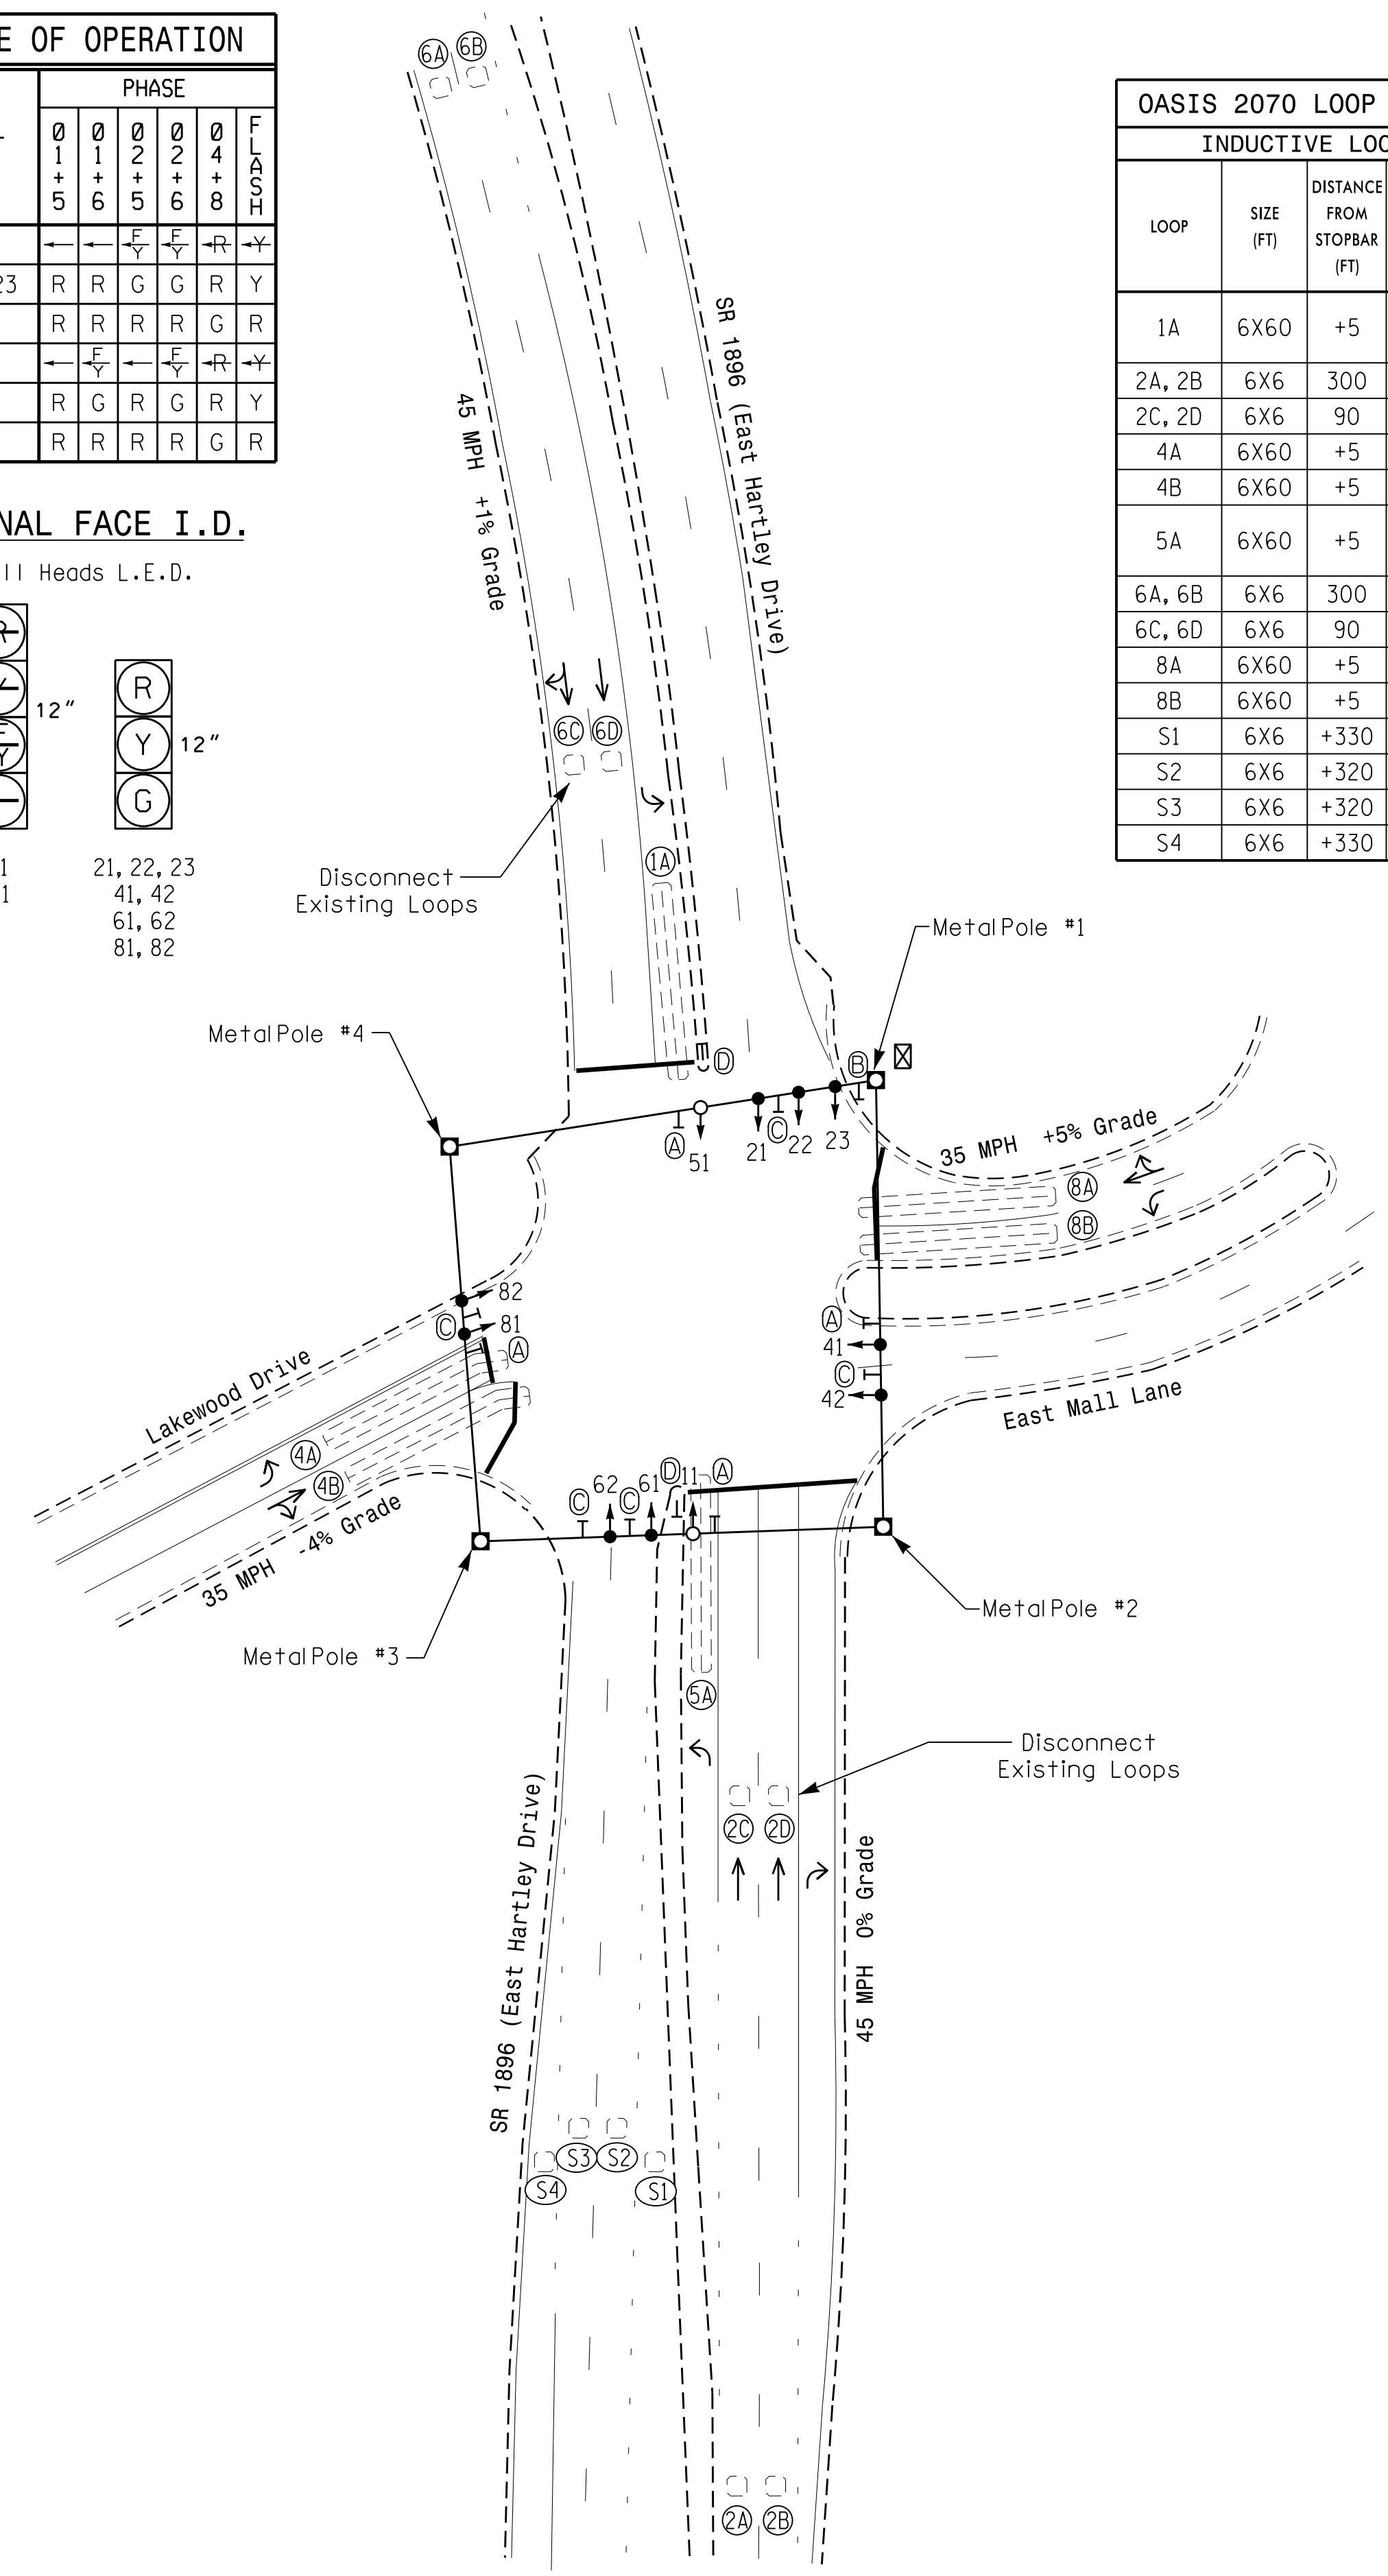 E OF OPERATION
PHASE
Ø1+5 Ø1+6 Ø2+5 Ø2+6 Ø4+8 FLASH
F Y F Y R Y
23 R R G G R Y
R R R R G R
F Y F Y R Y
R G R G R Y
R R R R G R
NAL FACE I.D.
ll Heads L.E.D.
R
Y
F Y
12"
R
Y
G
12"
1
1
21, 22, 23
41, 42
61, 62
81, 82
OASIS 2070 LOOP
INDUCTIVE LOO
LOOP SIZE (FT) DISTANCE FROM STOPBAR (FT)
1A 6X60 +5
2A, 2B 6X6 300
2C, 2D 6X6 90
4A 6X60 +5
4B 6X60 +5
5A 6X60 +5
6A, 6B 6X6 300
6C, 6D 6X6 90
8A 6X60 +5
8B 6X60 +5
S1 6X6 +330
S2 6X6 +320
S3 6X6 +320
S4 6X6 +330
6A 6B
45 MPH +1% Grade
SR 1896 (East Hartley Drive)
6C 6D
Disconnect
Existing Loops
1A
Metal Pole #1
Metal Pole #4
D
B
A
51
21
C
22
23
35 MPH +5% Grade
8A
8B
82
C
81
A
A
41
C
42
Lakewood Drive
East Mall Lane
4A
4B
35 MPH -4% Grade
C
62
C
61
D
11
A
Metal Pole #2
Metal Pole #3
5A
Disconnect
Existing Loops
2C 2D
SR 1896 (East Hartley Drive)
45 MPH 0% Grade
S3 S2
S4 S1
2A 2B